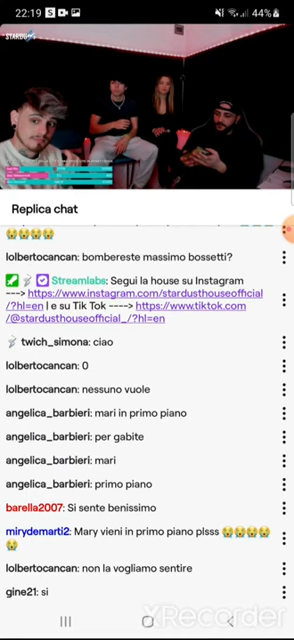 22:19 S 44%
STARDUST
Replica chat
😭😭😭😭
lolbertocancan: bombereste massimo bossetti?
Streamlabs: Segui la house su Instagram
---> https://www.instagram.com/stardusthouseofficial
/?hl=en | e su Tik Tok ----> https://www.tiktok.com
/@stardusthouseofficial_/?hl=en
twich_simona: ciao
lolbertocancan: 0
lolbertocancan: nessuno vuole
angelica_barbieri: mari in primo piano
angelica_barbieri: per gabite
angelica_barbieri: mari
angelica_barbieri: primo piano
barella2007: Si sente benissimo
mirydemarti2: Mary vieni in primo piano plsss 😭😭😭😭
😭
lolbertocancan: non la vogliamo sentire
gine21: si
XRecorder